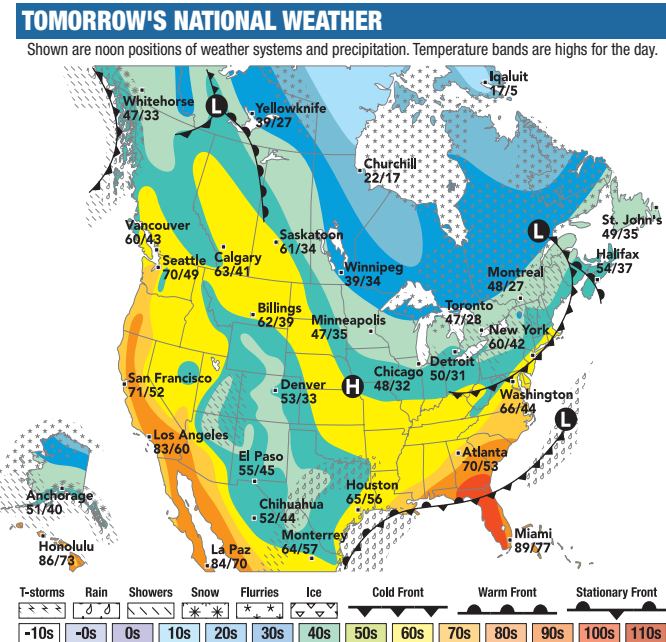 TOMORROW'S NATIONAL WEATHER
Shown are noon positions of weather systems and precipitation. Temperature bands are highs for the day.
Iqaluit
17/5
Whitehorse
47/33
L
Yellowknife
39/27
Churchill
22/17
Vancouver
60/43
Seattle
70/49
Calgary
63/41
Saskatoon
61/34
Winnipeg
39/34
L
St. John's
49/35
Halifax
54/37
Montreal
48/27
Toronto
47/28
Billings
62/39
Minneapolis
47/35
New York
60/42
Detroit
50/31
Chicago
48/32
H
San Francisco
71/52
Denver
53/33
Washington
66/44
L
Los Angeles
83/60
El Paso
55/45
Atlanta
70/53
Houston
65/56
Chihuahua
52/44
Monterrey
64/57
Anchorage
51/40
Honolulu
86/73
La Paz
84/70
Miami
89/77
T-storms Rain Showers Snow Flurries Ice Cold Front Warm Front Stationary Front
-10s -0s 0s 10s 20s 30s 40s 50s 60s 70s 80s 90s 100s 110s